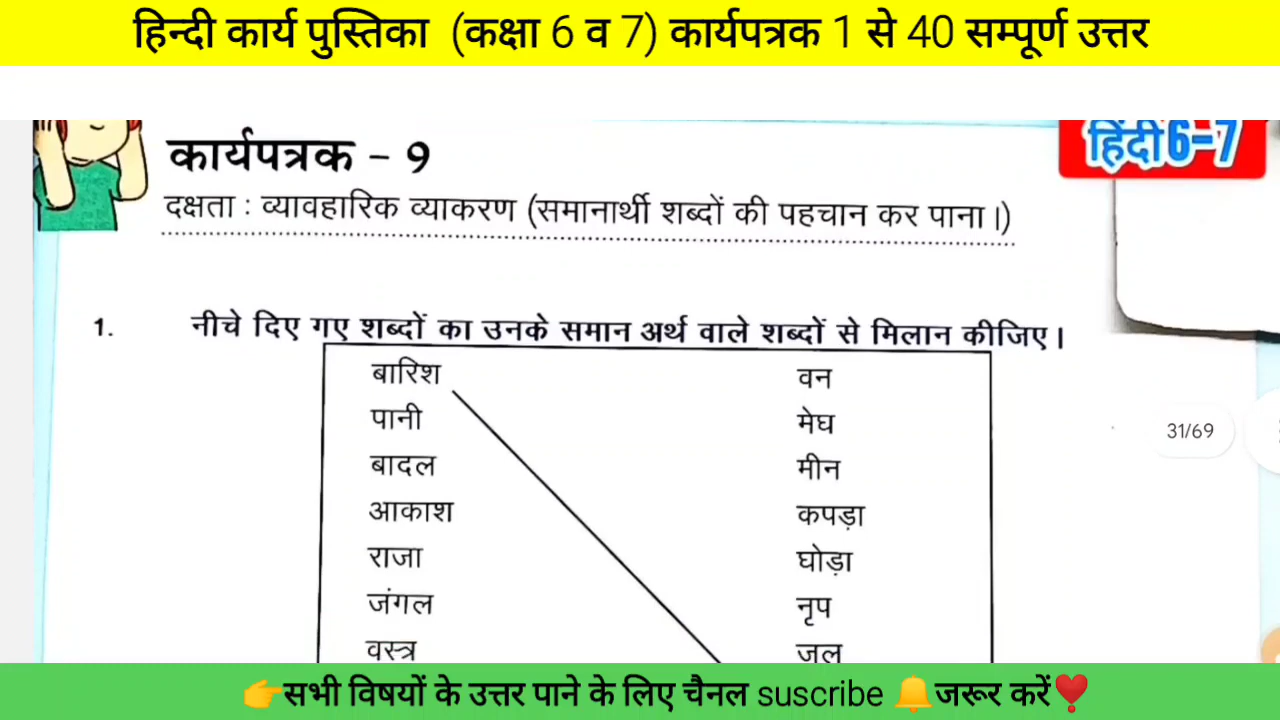 हिन्दी कार्य पुस्तिका (कक्षा 6 व 7) कार्यपत्रक 1 से 40 सम्पूर्ण उत्तर
कार्यपत्रक - 9
हिंदी 6-7
दक्षता : व्यावहारिक व्याकरण (समानार्थी शब्दों की पहचान कर पाना।)
1. नीचे दिए गए शब्दों का उनके समान अर्थ वाले शब्दों से मिलान कीजिए।
बारिश वन
पानी मेघ
31/69
बादल मीन
आकाश कपड़ा
राजा घोड़ा
जंगल नृप
वस्त्र जल
👉सभी विषयों के उत्तर पाने के लिए चैनल suscribe 🔔जरूर करें❣️